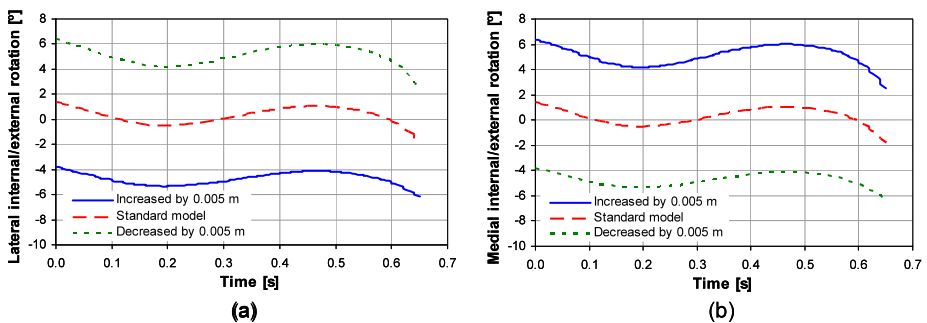 Lateral internal/external rotation [º]
8
6
4
2
0
-2
-4
-6
-8
-10
Increased by 0.005 m
Standard model
Decreased by 0.005 m
0.0 0.1 0.2 0.3 0.4 0.5 0.6 0.7
Time [s]
(a)
Medial internal/external rotation [º]
8
6
4
2
0
-2
-4
-6
-8
-10
Increased by 0.005 m
Standard model
Decreased by 0.005 m
0.0 0.1 0.2 0.3 0.4 0.5 0.6 0.7
Time [s]
(b)